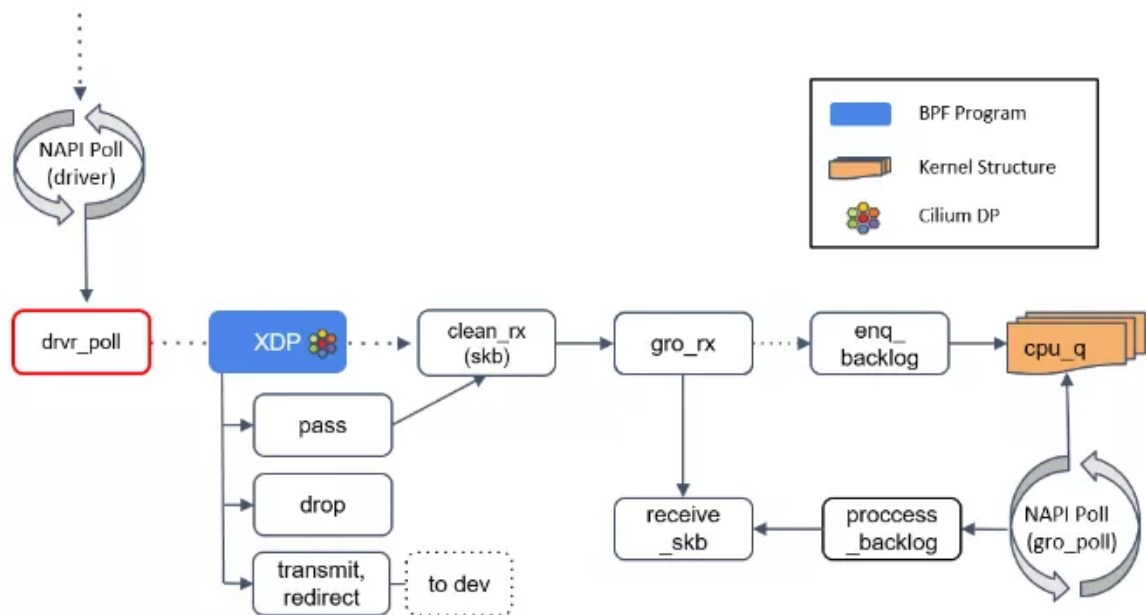 NAPI Poll
(driver)
BPF Program
Kernel Structure
Cilium DP
drvr_poll
XDP
clean_rx
(skb)
gro_rx
enq_
backlog
cpu_q
pass
drop
transmit,
redirect
to dev
receive
_skb
proccess
_backlog
NAPI Poll
(gro_poll)